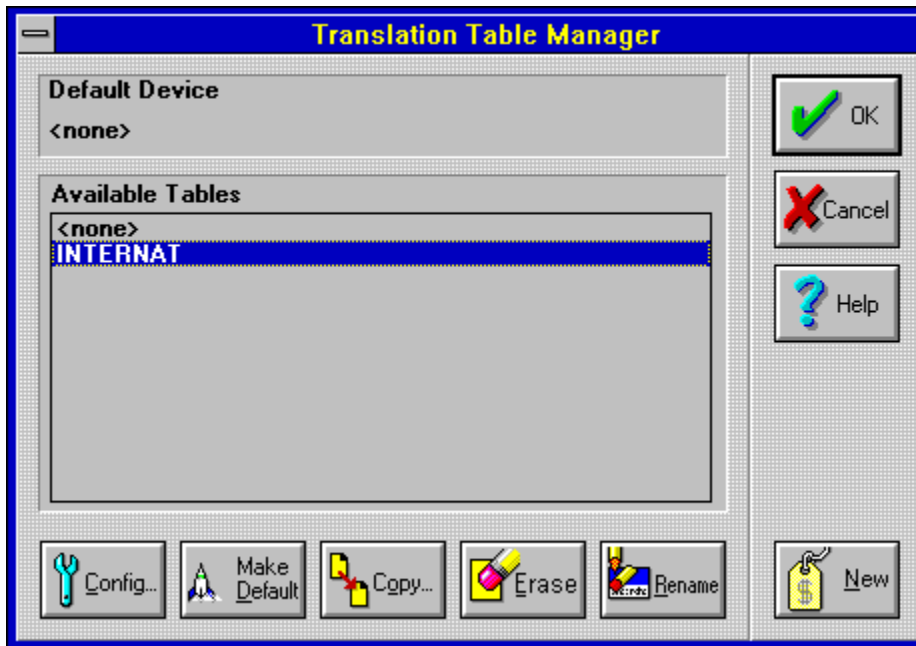 Translation Table Manager
Default Device
<none>
Available Tables
<none>
INTERNAT
OK
Cancel
Help
Config...
Make
Default
Copy...
Erase
Rename
$
New